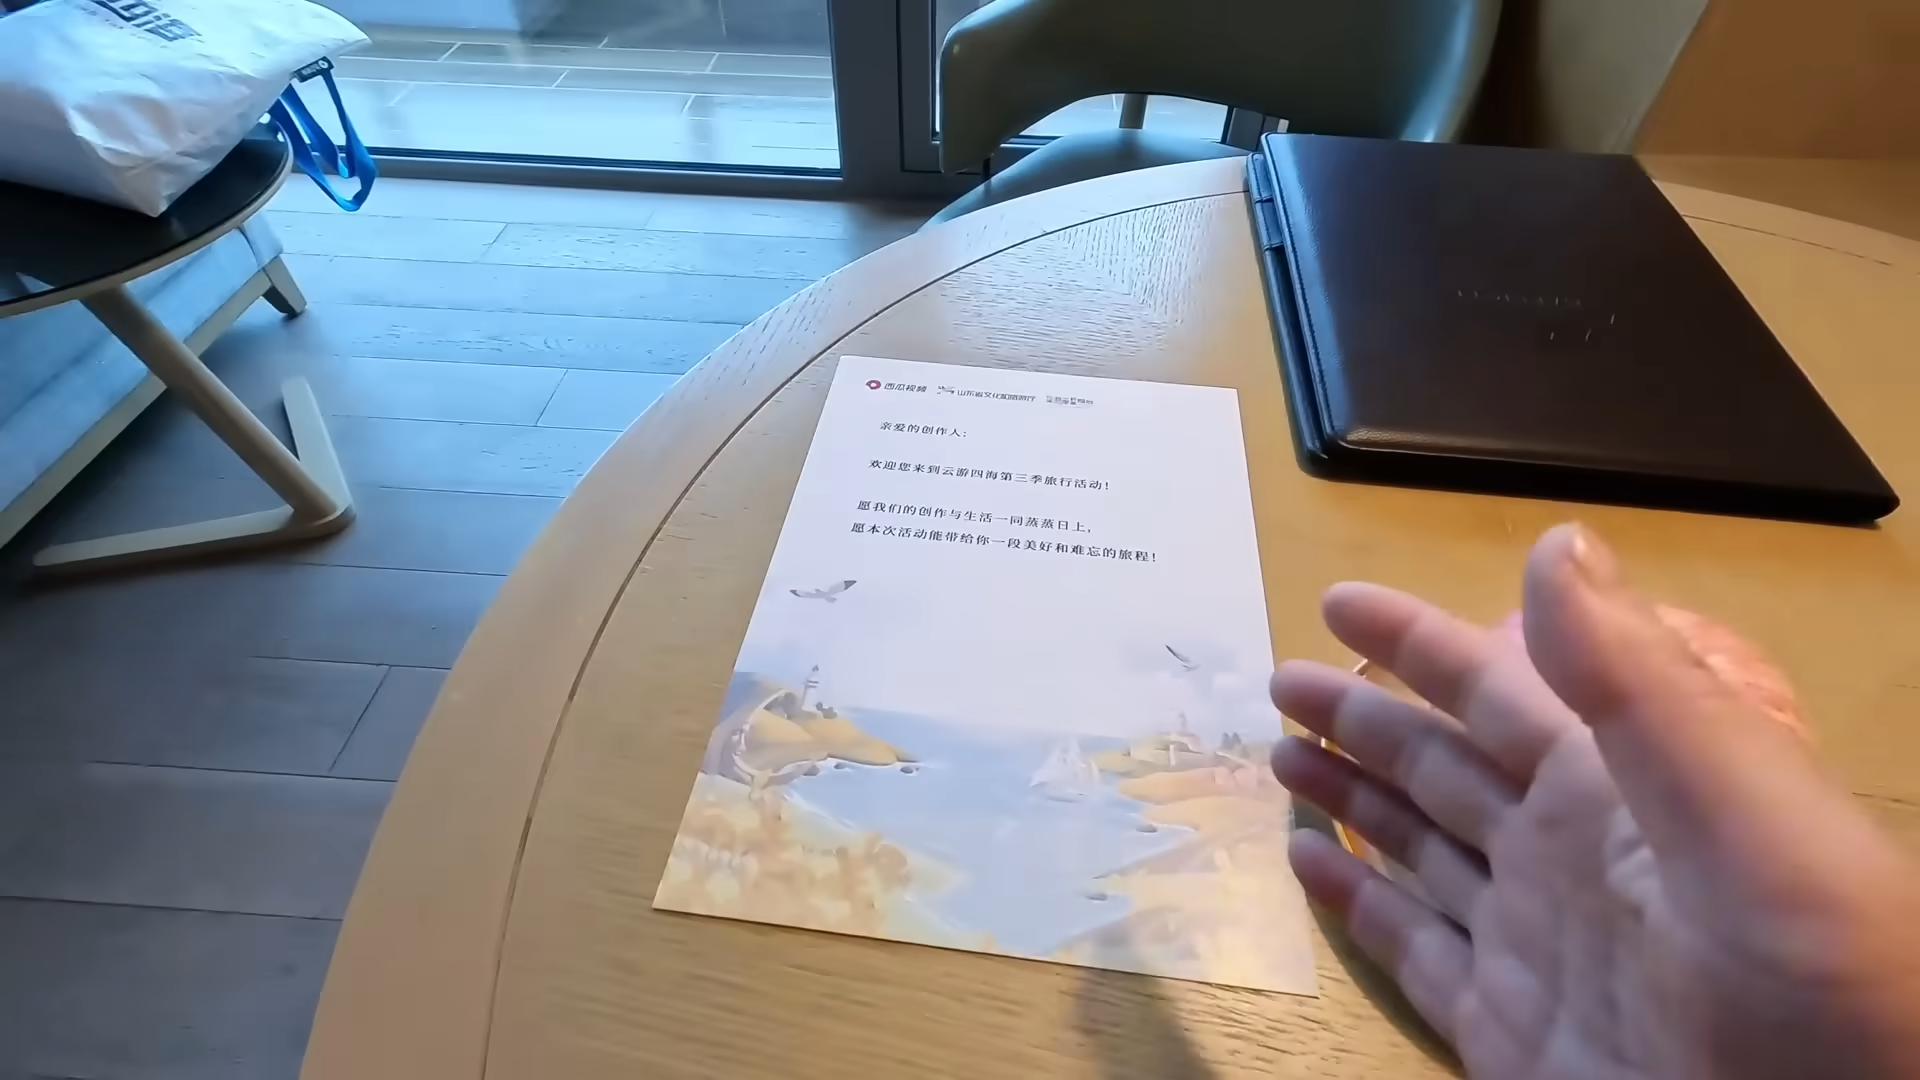 四海
西瓜视频 山东省文化和旅游厅
亲爱的创作人：
欢迎您来到云游四海第三季旅行活动！
愿我们的创作与生活一同蒸蒸日上，
愿本次活动能带给你一段美好和难忘的旅程！